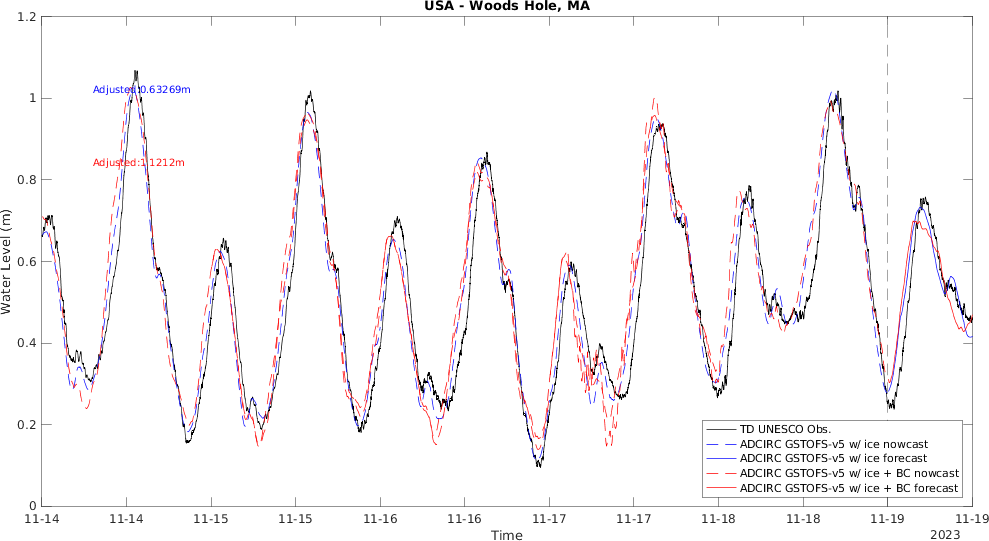 USA - Woods Hole, MA
1.2
1
0.8
0.6
0.4
0.2
0
Water Level (m)
Adjusted:0.63269m
Adjusted:1.1212m
TD UNESCO Obs.
ADCIRC GSTOFS-v5 w/ ice nowcast
ADCIRC GSTOFS-v5 w/ ice forecast
ADCIRC GSTOFS-v5 w/ ice + BC nowcast
ADCIRC GSTOFS-v5 w/ ice + BC forecast
11-14 11-14 11-15 11-15 11-16 11-16 11-17 11-17 11-18 11-18 11-19 11-19
Time
2023